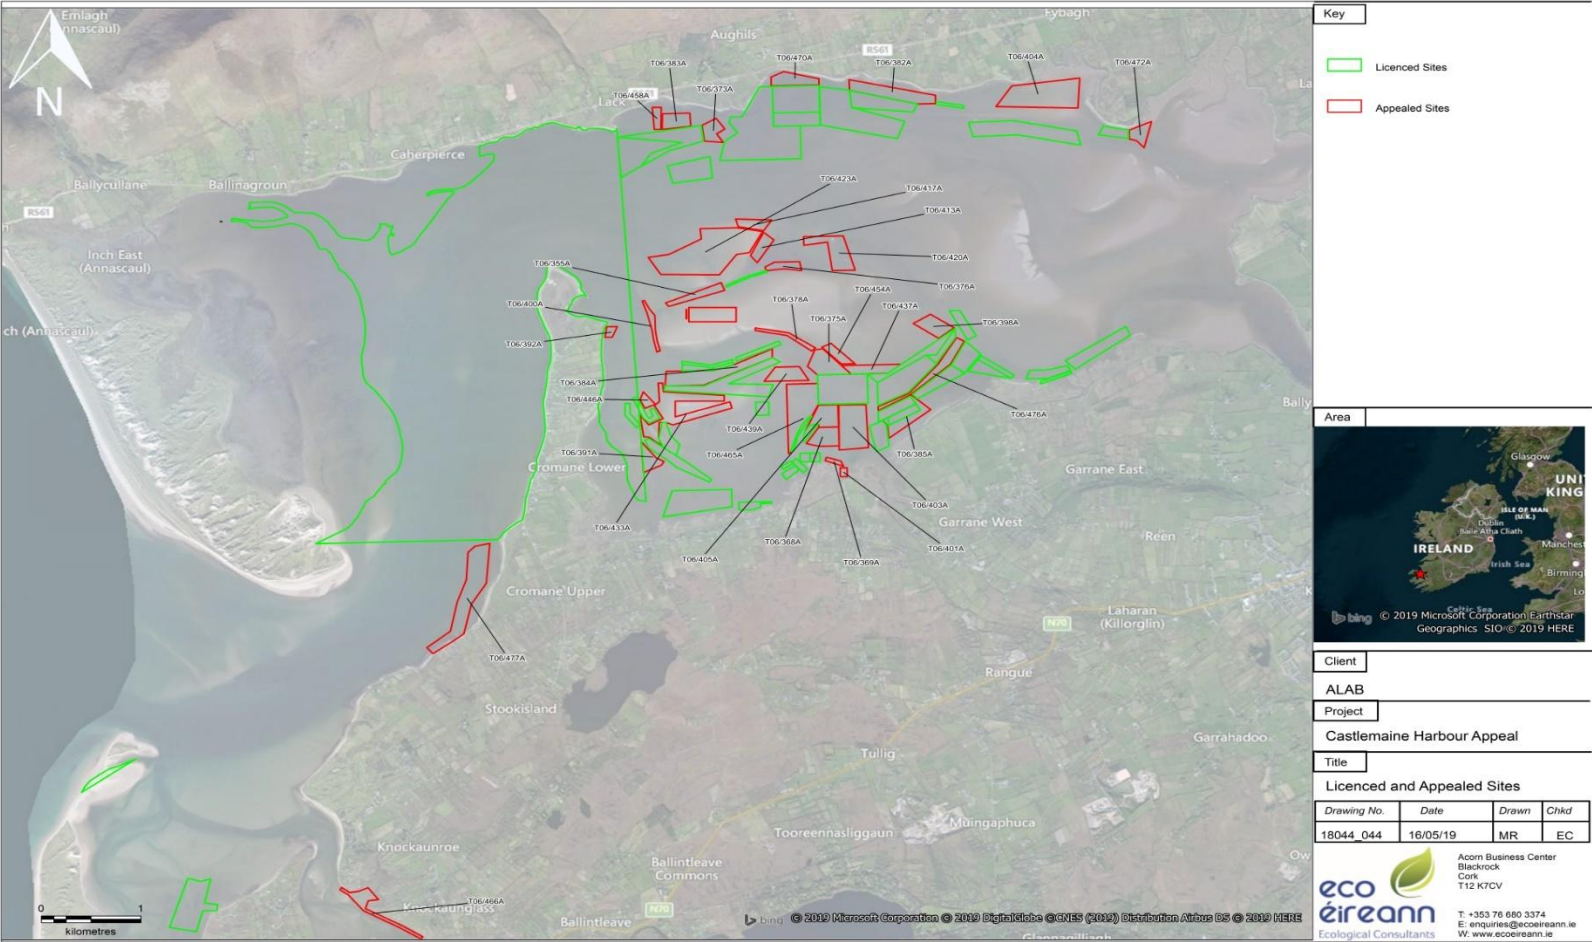 Emlagh
(Annascaul)
Aughils
R561
Fybagh
T06/470A
T06/382A
T06/404A
T06/472A
T06/383A
T06/373A
T06/458A
Lack
Caherpierce
Ballycullane
Ballinagroun
R561
Inch East
(Annascaul)
ch (Annascaul)
T06/423A
T06/417A
T06/413A
T06/420A
T06/376A
T06/355A
T06/400A
T06/392A
T06/378A
T06/454A
T06/437A
T06/375A
T06/398A
T06/384A
T06/446A
T06/439A
T06/476A
T06/391A
T06/465A
T06/385A
Bally
Cromane Lower
Garrane East
T06/433A
T06/403A
Garrane West
T06/405A
T06/368A
T06/369A
T06/401A
Reen
Cromane Upper
Laharan
(Killorglin)
N70
T06/477A
Rangue
Stookisland
Tullig
Garrahadoo
Tooreennasliggaun
Muingaphuca
Knockaunroe
Ballintleave
Commons
Ow
T06/466A
Knockaunglass
N70
Ballintleave
Glannagilliagh
N
0 1
kilometres
bing © 2019 Microsoft Corporation © 2019 DigitalGlobe ©CNES (2019) Distribution Airbus DS © 2019 HERE
Key
Licenced Sites
Appealed Sites
Area
Glasgow
UNI
KING
ISLE OF MAN
(U.K.)
Dublin
Baile Átha Cliath
IRELAND
Manchest
Irish Sea
Birming
Lo
Celtic Sea
bing © 2019 Microsoft Corporation Earthstar
Geographics SIO © 2019 HERE
Client
ALAB
Project
Castlemaine Harbour Appeal
Title
Licenced and Appealed Sites
Drawing No. Date Drawn Chkd
18044_044 16/05/19 MR EC
eco
éireann
Ecological Consultants
Acorn Business Center
Blackrock
Cork
T12 K7CV
T: +353 76 680 3374
E: enquiries@ecoeireann.ie
W: www.ecoeireann.ie